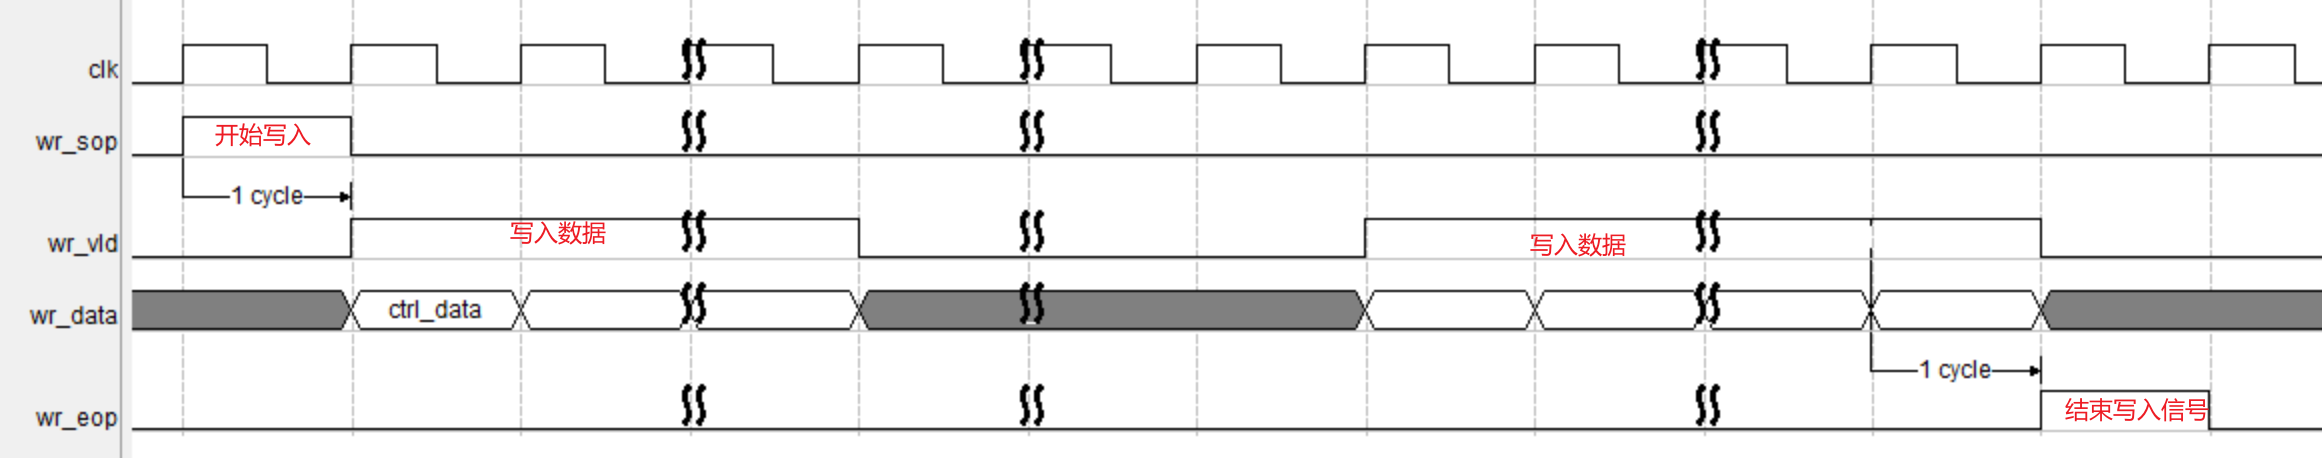 clk
wr_sop
开始写入
1 cycle
wr_vld
写入数据
写入数据
wr_data
ctrl_data
1 cycle
wr_eop
结束写入信号